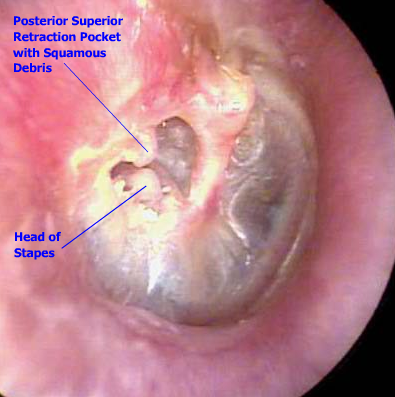 Posterior Superior
Retraction Pocket
with Squamous
Debris
Head of
Stapes